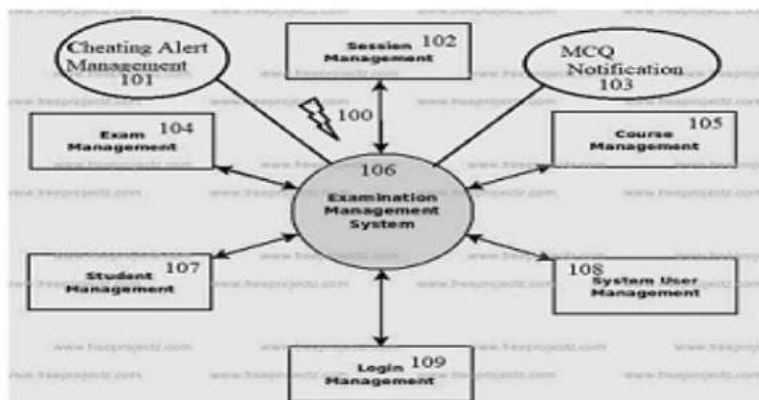 Cheating Alert
Management
101
Session 102
Management
MCQ
Notification
103
100
Exam 104
Management
105
Course
Management
106
Examination
Management
System
107
Student
Management
108
System User
Management
Login 109
Management
www.freeprojectz.com